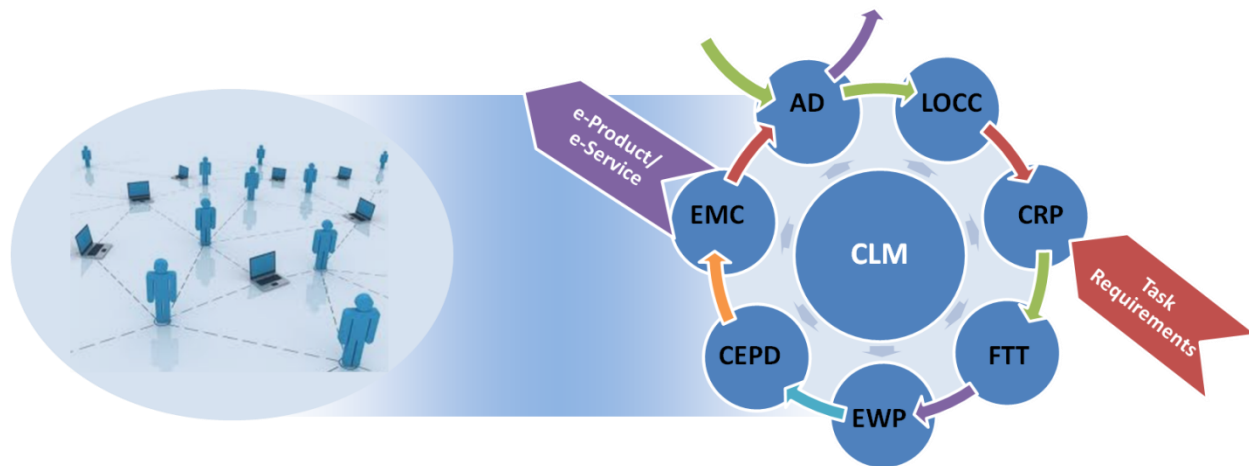 AD
LOCC
e-Product/
e-Service
EMC
CRP
CLM
Task
Requirements
CEPD
FTT
EWP